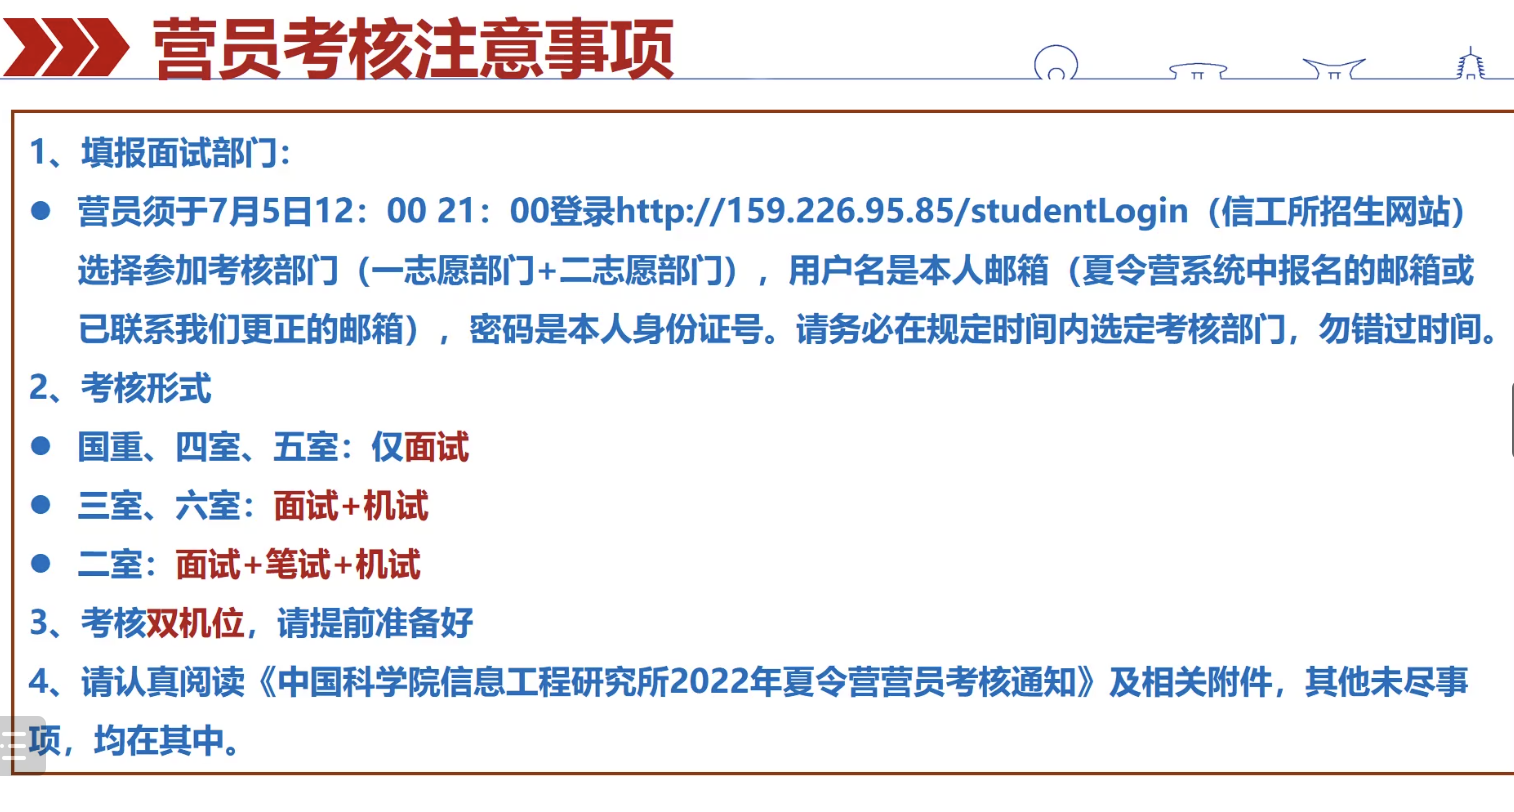 营员考核注意事项
1、填报面试部门：
● 营员须于7月5日12：00 21：00登录http://159.226.95.85/studentLogin（信工所招生网站）
选择参加考核部门（一志愿部门+二志愿部门），用户名是本人邮箱（夏令营系统中报名的邮箱或
已联系我们更正的邮箱），密码是本人身份证号。请务必在规定时间内选定考核部门，勿错过时间。
2、考核形式
● 国重、四室、五室：仅面试
● 三室、六室：面试+机试
● 二室：面试+笔试+机试
3、考核双机位，请提前准备好
4、请认真阅读《中国科学院信息工程研究所2022年夏令营营员考核通知》及相关附件，其他未尽事
项，均在其中。